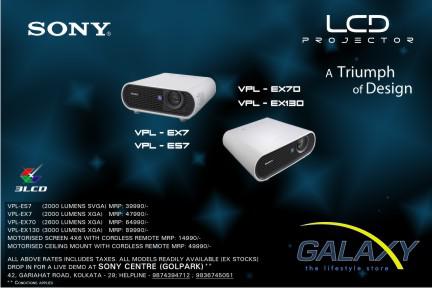 SONY®
LCD
PROJECTOR
A Triumph
of Design
VPL - EX70
VPL - EX130
VPL - EX7
VPL - ES7
3LCD
VPL-ES7 (2000 LUMENS SVGA) MRP: 39990/-
VPL-EX7 (2000 LUMENS XGA) MRP: 47990/-
VPL-EX70 (2600 LUMENS XGA) MRP: 64990/-
VPL-EX130 (3000 LUMENS XGA) MRP: 89990/-
MOTORISED SCREEN 4X6 WITH CORDLESS REMOTE MRP: 14990/-
MOTORISED CEILING MOUNT WITH CORDLESS REMOTE MRP: 49990/-
ALL ABOVE RATES INCLUDES TAXES. ALL MODELS READILY AVAILABLE (EX STOCKS)
DROP IN FOR A LIVE DEMO AT SONY CENTRE (GOLPARK) **
42, GARIAHAT ROAD, KOLKATA - 29; HELPLINE - 9874394712 ; 9836745051
** CONDITIONS APPLIED
GALAXY
the lifestyle store